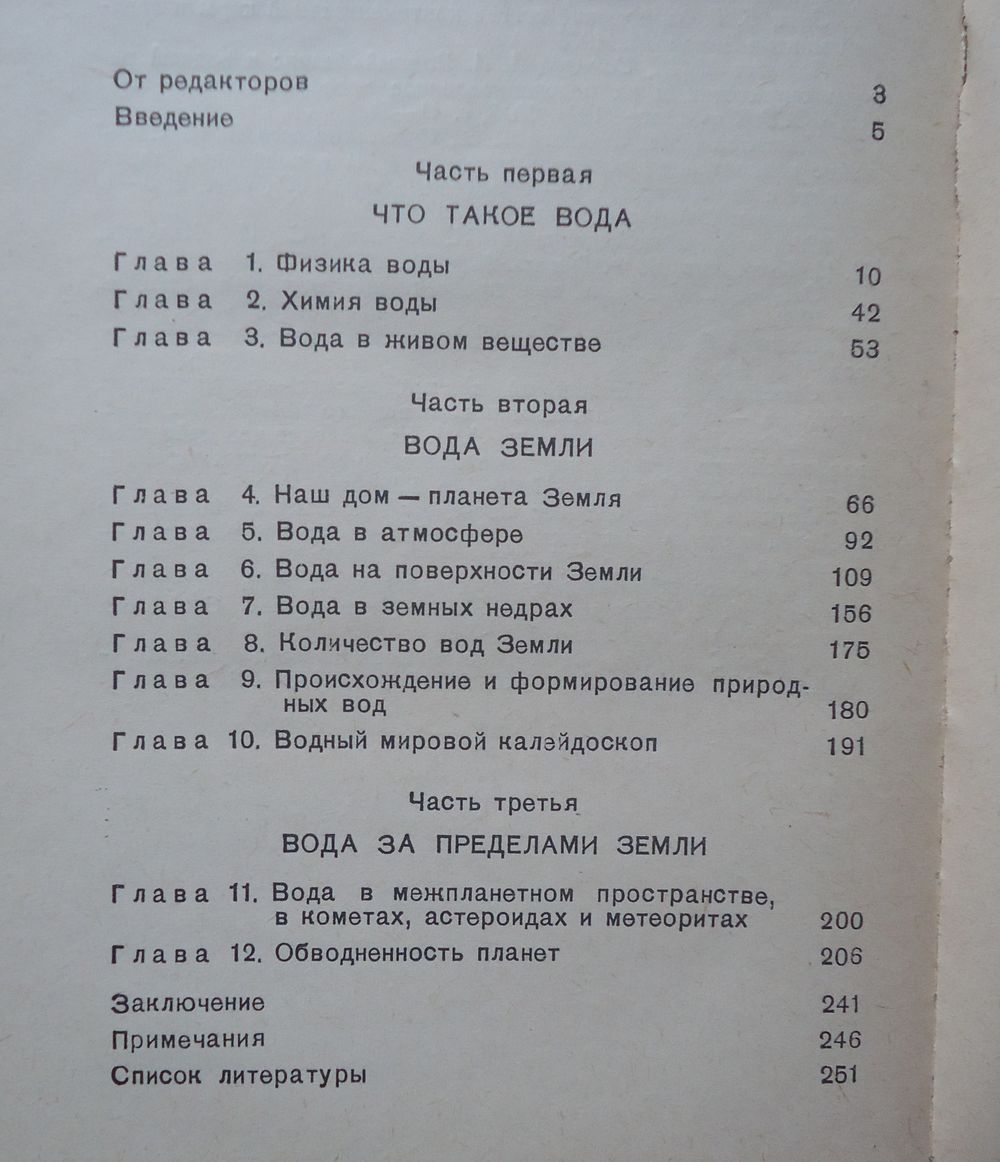 От редакторов 3
Введение 5
Часть первая
ЧТО ТАКОЕ ВОДА
Глава 1. Физика воды 10
Глава 2. Химия воды 42
Глава 3. Вода в живом веществе 53
Часть вторая
ВОДА ЗЕМЛИ
Глава 4. Наш дом — планета Земля 66
Глава 5. Вода в атмосфере 92
Глава 6. Вода на поверхности Земли 109
Глава 7. Вода в земных недрах 156
Глава 8. Количество вод Земли 175
Глава 9. Происхождение и формирование природ-
ных вод 180
Глава 10. Водный мировой калэйдоскоп 191
Часть третья
ВОДА ЗА ПРЕДЕЛАМИ ЗЕМЛИ
Глава 11. Вода в межпланетном пространстве,
в кометах, астероидах и метеоритах 200
Глава 12. Обводненность планет 206
Заключение 241
Примечания 246
Список литературы 251